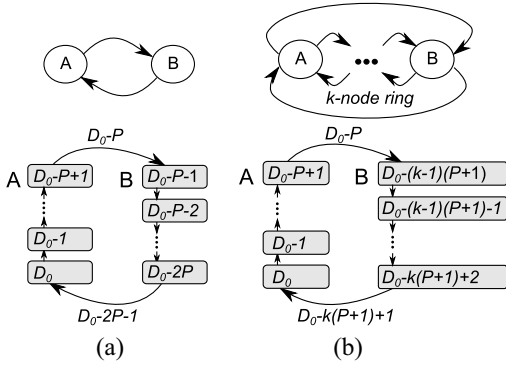 A
B
A
•••
B
k-node ring
D0-P
A
D0-P+1
D0-1
D0
B
D0-P-1
D0-P-2
D0-2P
D0-2P-1
D0-P
A
D0-P+1
D0-1
D0
B
D0-(k-1)(P+1)
D0-(k-1)(P+1)-1
D0-k(P+1)+2
D0-k(P+1)+1
(a)
(b)